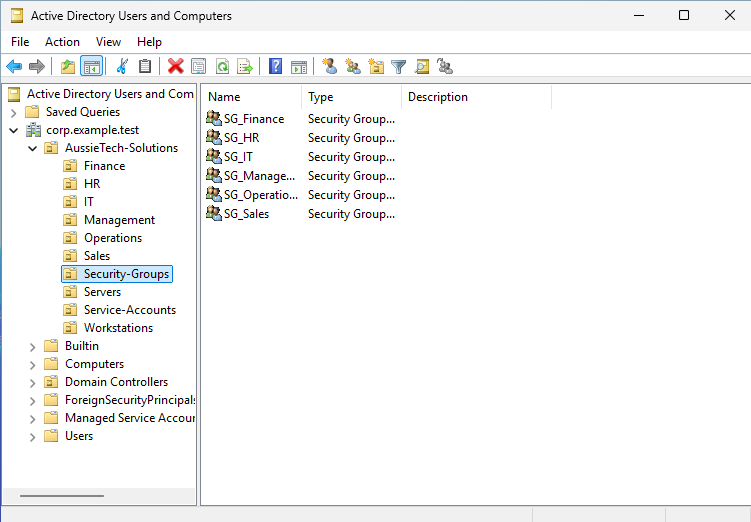 Active Directory Users and Computers
File Action View Help
Active Directory Users and Com
Saved Queries
corp.example.test
AussieTech-Solutions
Finance
HR
IT
Management
Operations
Sales
Security-Groups
Servers
Service-Accounts
Workstations
Builtin
Computers
Domain Controllers
ForeignSecurityPrincipals
Managed Service Accour
Users
Name Type Description
SG_Finance Security Group...
SG_HR Security Group...
SG_IT Security Group...
SG_Manage... Security Group...
SG_Operatio... Security Group...
SG_Sales Security Group...